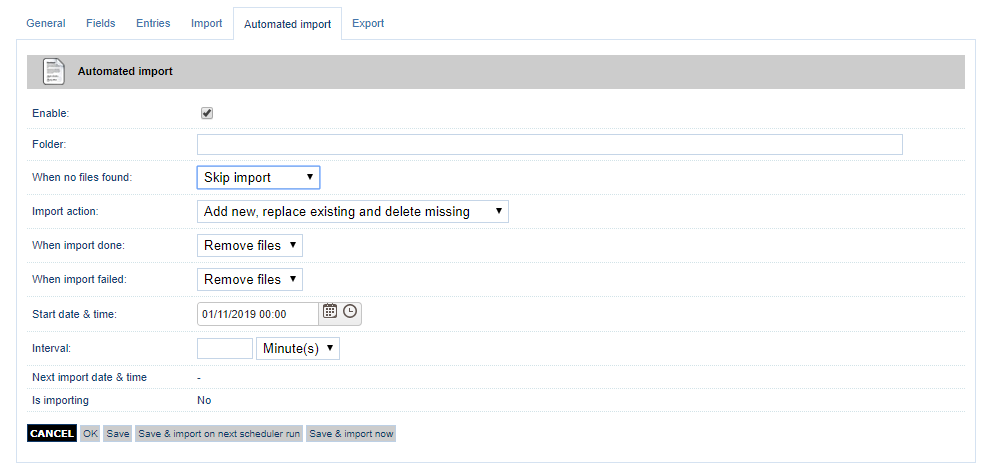 General Fields Entries Import Automated import Export
Automated import
Enable:
Folder:
When no files found: Skip import
Import action: Add new, replace existing and delete missing
When import done: Remove files
When import failed: Remove files
Start date & time: 01/11/2019 00:00
Interval: Minute(s)
Next import date & time -
Is importing No
CANCEL OK Save Save & import on next scheduler run Save & import now